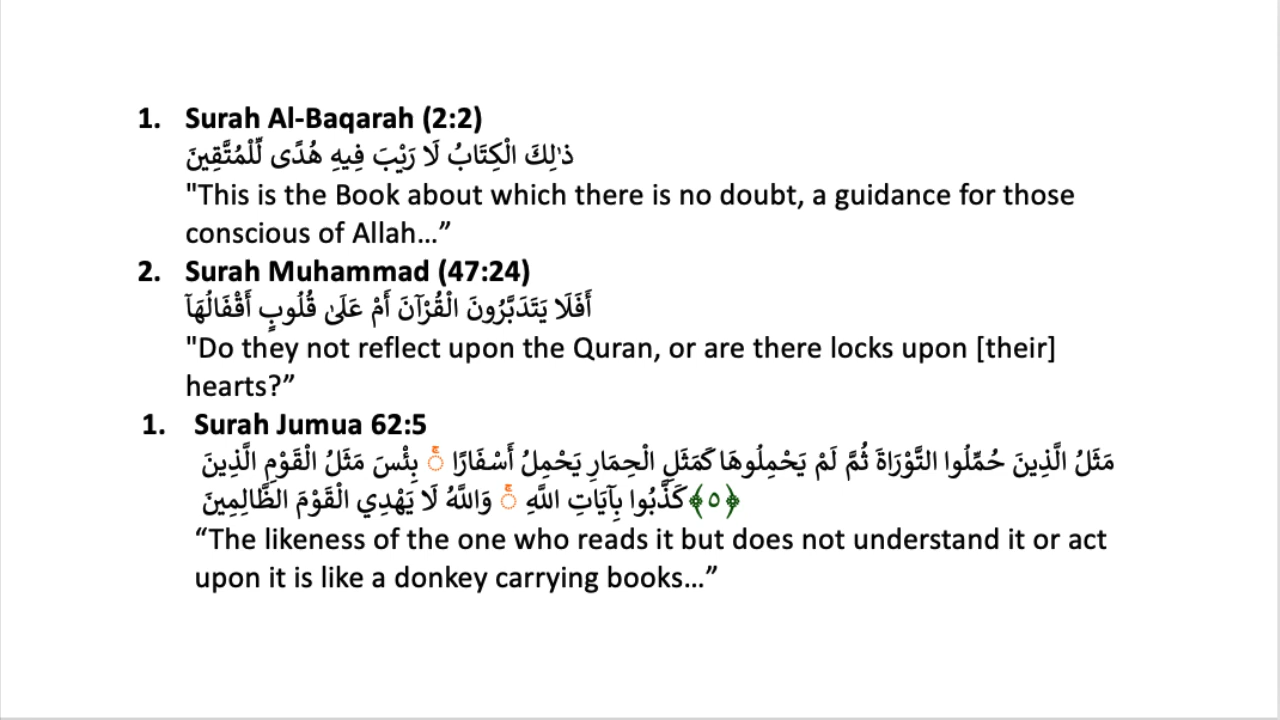 1. Surah Al-Baqarah (2:2)
ذٰلِكَ الْكِتَابُ لَا رَيْبَ فِيهِ هُدًى لِّلْمُتَّقِينَ
"This is the Book about which there is no doubt, a guidance for those
conscious of Allah…”
2. Surah Muhammad (47:24)
أَفَلَا يَتَدَبَّرُونَ الْقُرْآنَ أَمْ عَلَىٰ قُلُوبٍ أَقْفَالُهَآ
"Do they not reflect upon the Quran, or are there locks upon [their]
hearts?”
1. Surah Jumua 62:5
مَثَلُ الَّذِينَ حُمِّلُوا التَّوْرَاةَ ثُمَّ لَمْ يَحْمِلُوهَا كَمَثَلِ الْحِمَارِ يَحْمِلُ أَسْفَارًا ۚ بِئْسَ مَثَلُ الْقَوْمِ الَّذِينَ
كَذَّبُوا بِآيَاتِ اللَّهِ ۚ وَاللَّهُ لَا يَهْدِي الْقَوْمَ الظَّالِمِينَ ﴿٥﴾
“The likeness of the one who reads it but does not understand it or act
upon it is like a donkey carrying books…”